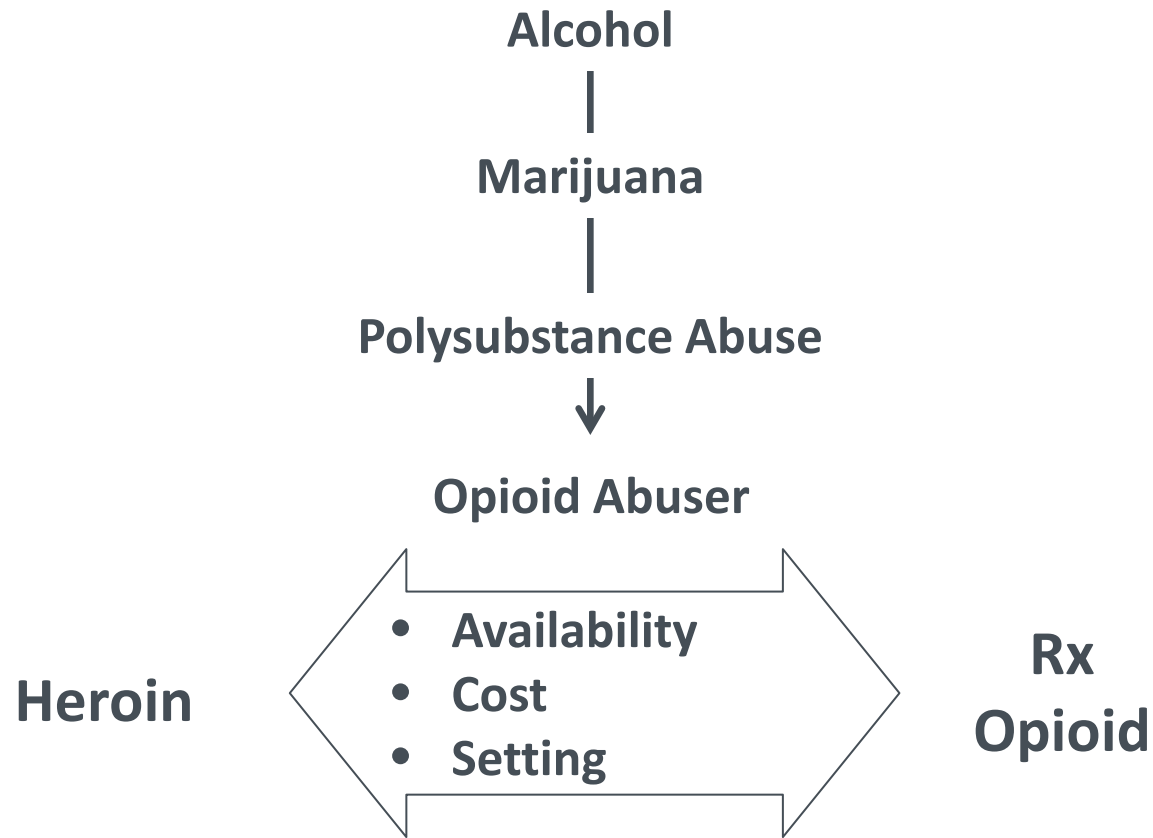 Alcohol
Marijuana
Polysubstance Abuse
Opioid Abuser
• Availability
• Cost
• Setting
Heroin
Rx
Opioid